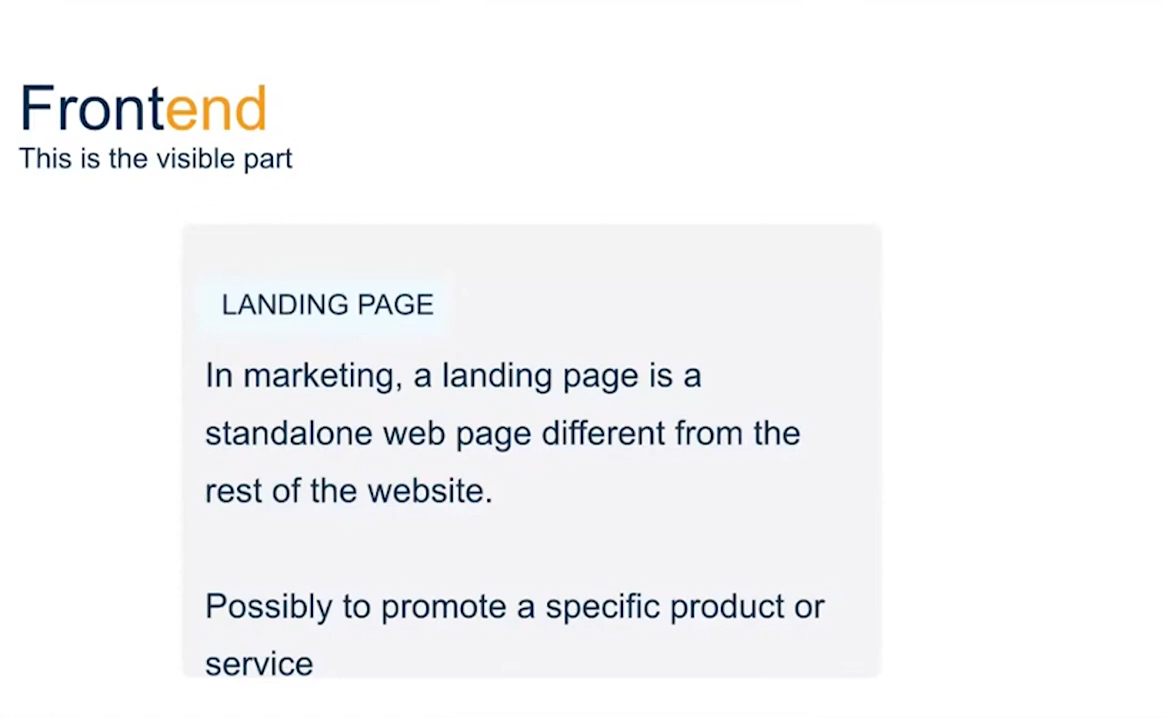 Frontend
This is the visible part
LANDING PAGE
In marketing, a landing page is a
standalone web page different from the
rest of the website.
Possibly to promote a specific product or
service